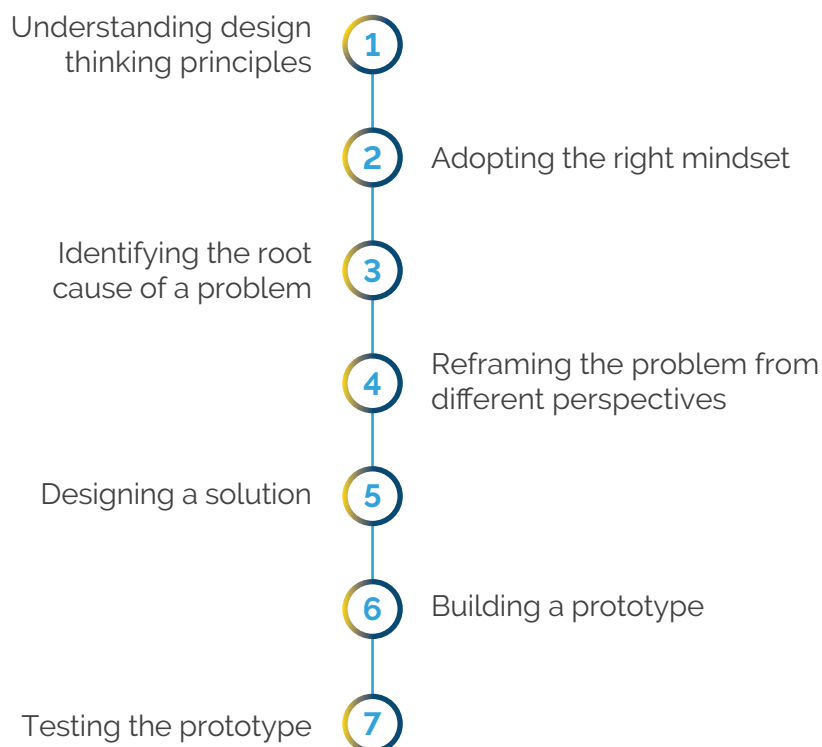 Understanding design
thinking principles
1
2
Adopting the right mindset
Identifying the root
cause of a problem
3
4
Reframing the problem from
different perspectives
Designing a solution
5
6
Building a prototype
Testing the prototype
7